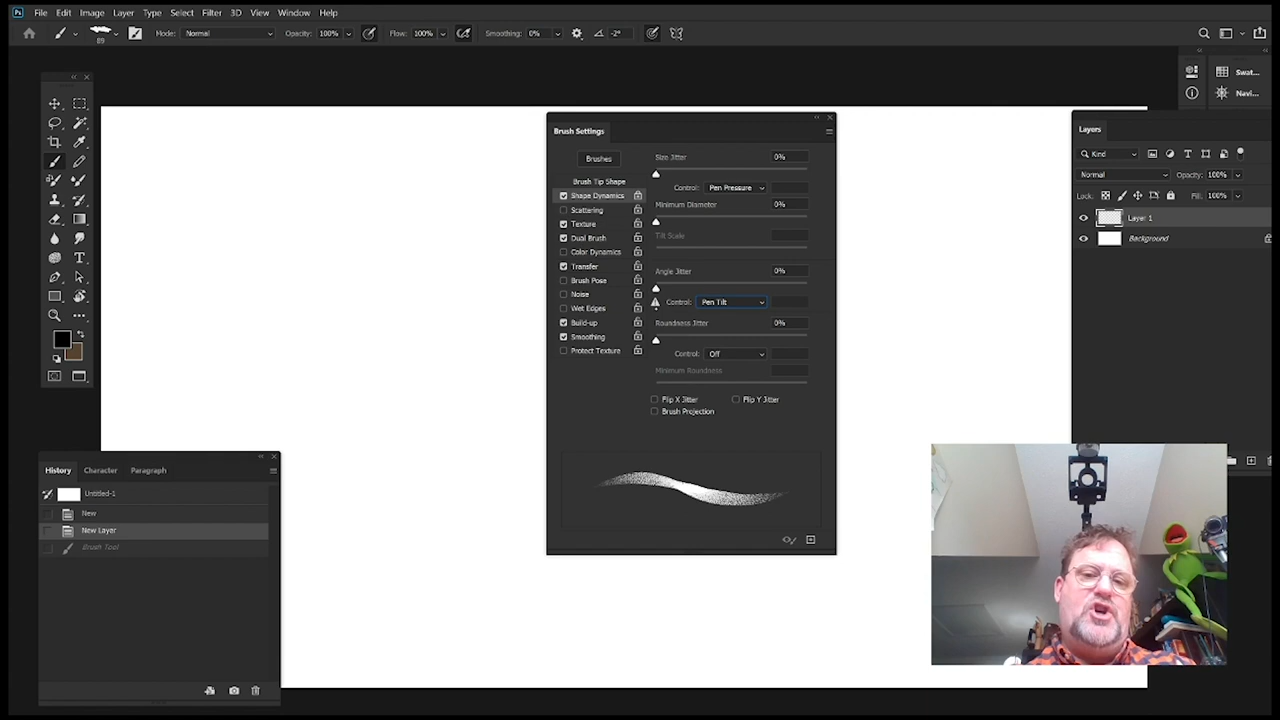 Ps File Edit Image Layer Type Select Filter 3D View Window Help
89 Mode: Normal Opacity: 100% Flow: 100% Smoothing: 0% -2°
Swat...
Navi...
Brush Settings
Brushes
Brush Tip Shape
Shape Dynamics
Scattering
Texture
Dual Brush
Color Dynamics
Transfer
Brush Pose
Noise
Wet Edges
Build-up
Smoothing
Protect Texture
Size Jitter 0%
Control: Pen Pressure
Minimum Diameter 0%
Tilt Scale
Angle Jitter 0%
Control: Pen Tilt
Roundness Jitter 0%
Control: Off
Minimum Roundness
Flip X Jitter Flip Y Jitter
Brush Projection
Layers
Kind
Normal Opacity: 100%
Lock: Fill: 100%
Layer 1
Background
History Character Paragraph
Untitled-1
New
New Layer
Brush Tool